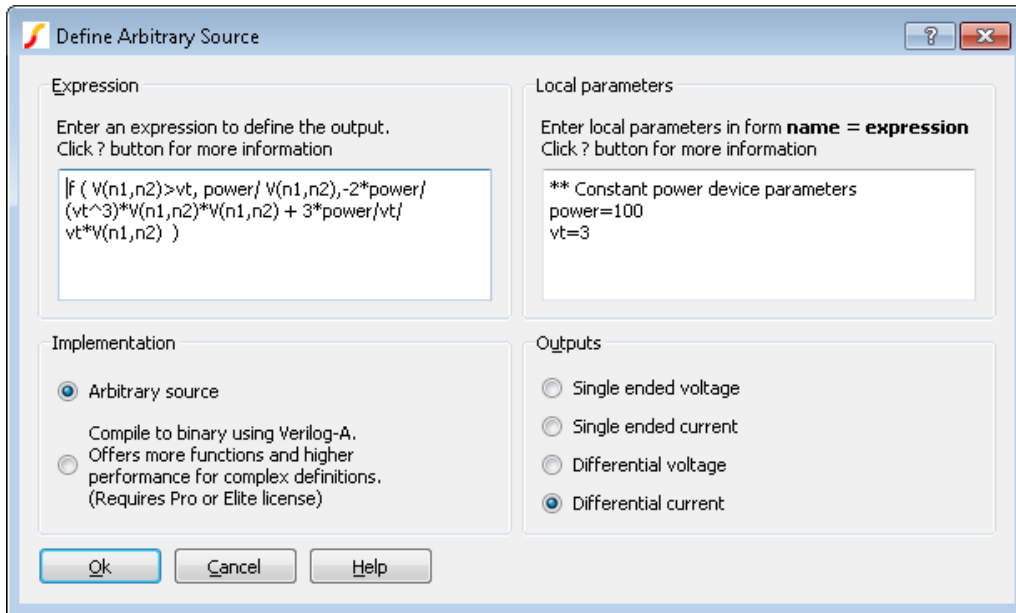 Define Arbitrary Source
?
Expression
Enter an expression to define the output.
Click ? button for more information
if ( V(n1,n2)>vt, power/ V(n1,n2),-2*power/
(vt^3)*V(n1,n2)*V(n1,n2) + 3*power/vt/
vt*V(n1,n2)  )
Local parameters
Enter local parameters in form name = expression
Click ? button for more information
** Constant power device parameters
power=100
vt=3
Implementation
Arbitrary source
Compile to binary using Verilog-A.
Offers more functions and higher
performance for complex definitions.
(Requires Pro or Elite license)
Outputs
Single ended voltage
Single ended current
Differential voltage
Differential current
Ok
Cancel
Help